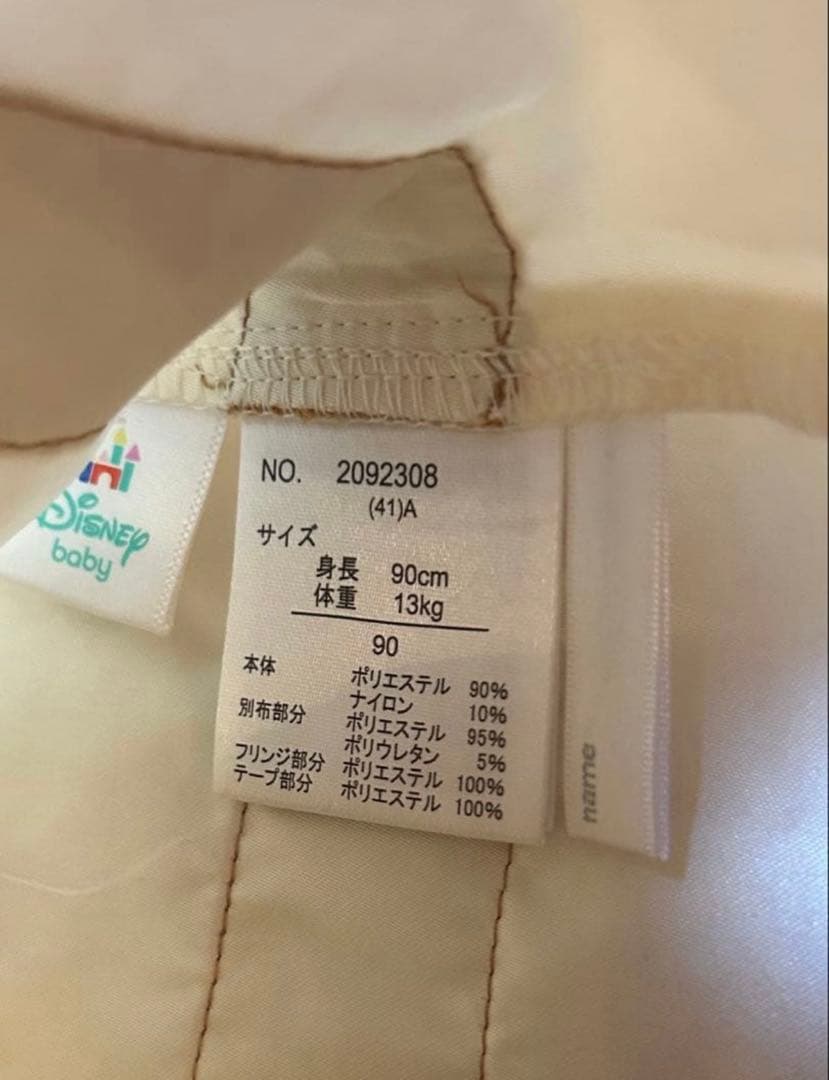 Disney
baby
NO. 2092308
(41)A
サイズ
身長 90cm
体重 13kg
90
本体 ポリエステル 90%
ナイロン 10%
別布部分 ポリエステル 95%
ポリウレタン 5%
フリンジ部分 ポリエステル 100%
テープ部分 ポリエステル 100%
name